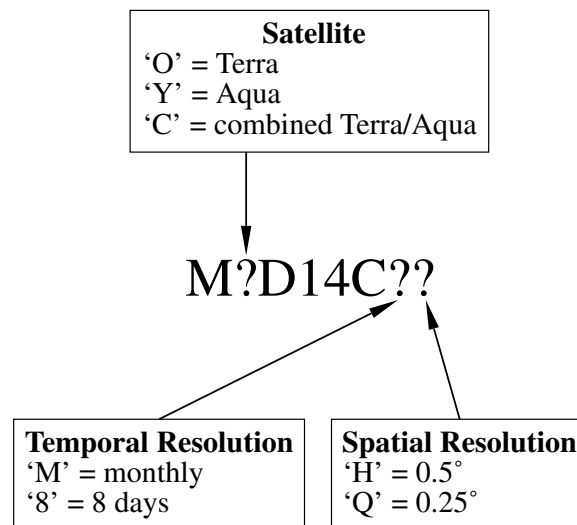 Satellite
‘O’ = Terra
‘Y’ = Aqua
‘C’ = combined Terra/Aqua
M?D14C??
Temporal Resolution
‘M’ = monthly
‘8’ = 8 days
Spatial Resolution
‘H’ = 0.5°
‘Q’ = 0.25°